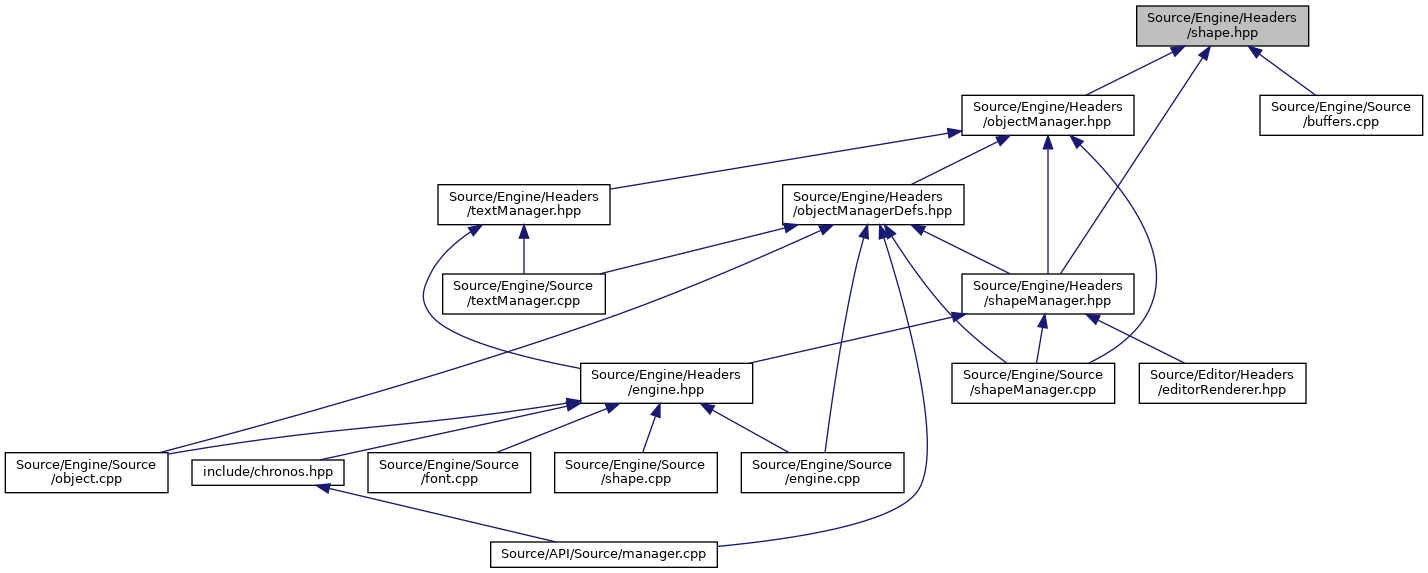 Source/Engine/Headers
/shape.hpp
Source/Engine/Headers
/objectManager.hpp
Source/Engine/Source
/buffers.cpp
Source/Engine/Headers
/textManager.hpp
Source/Engine/Headers
/objectManagerDefs.hpp
Source/Engine/Source
/textManager.cpp
Source/Engine/Headers
/shapeManager.hpp
Source/Engine/Headers
/engine.hpp
Source/Engine/Source
/shapeManager.cpp
Source/Editor/Headers
/editorRenderer.hpp
Source/Engine/Source
/object.cpp
include/chronos.hpp
Source/Engine/Source
/font.cpp
Source/Engine/Source
/shape.cpp
Source/Engine/Source
/engine.cpp
Source/API/Source/manager.cpp